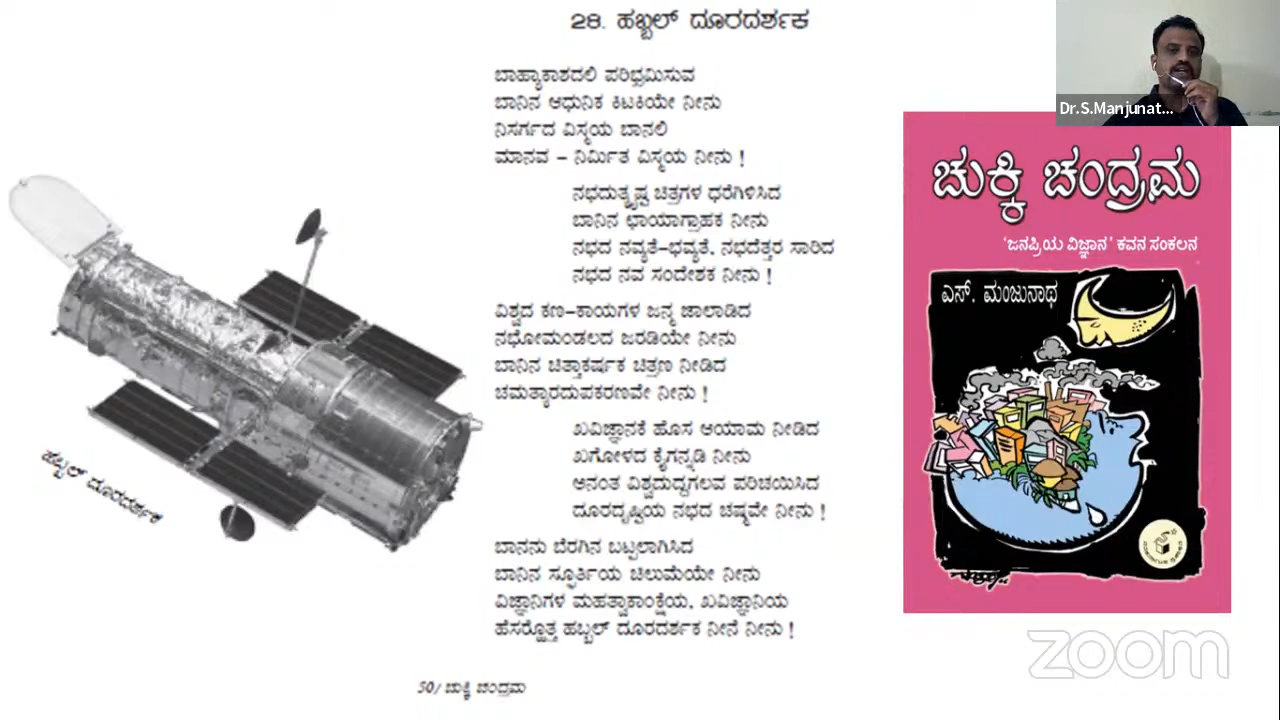 28. ಹಬ್ಬಲ್ ದೂರದರ್ಶಕ
ಬಾಹ್ಯಾಕಾಶದಲಿ ಪರಿಭ್ರಮಿಸುವ
ಬಾನಿನ ಆಧುನಿಕ ಕಿಟಕಿಯೇ ನೀನು
ನಿಸರ್ಗದ ವಿಸ್ಮಯ ಬಾನಲಿ
ಮಾನವ – ನಿರ್ಮಿತ ವಿಸ್ಮಯ ನೀನು !
ನಭದುತ್ಕೃಷ್ಟ ಚಿತ್ರಗಳ ಧರೆಗಿಳಿಸಿದ
ಬಾನಿನ ಛಾಯಾಗ್ರಾಹಕ ನೀನು
ನಭದ ನವ್ಯತೆ-ಭವ್ಯತೆ, ನಭದೆತ್ತರ ಸಾರಿದ
ನಭದ ನವ ಸಂದೇಶಕ ನೀನು !
ವಿಶ್ವದ ಕಣ-ಕಾಯಗಳ ಜನ್ಮ ಜಾಲಾಡಿದ
ನಭೋಮಂಡಲದ ಜರಡಿಯೇ ನೀನು
ಬಾನಿನ ಚಿತ್ತಾಕರ್ಷಕ ಚಿತ್ರಣ ನೀಡಿದ
ಚಮತ್ಕಾರದುಪಕರಣವೇ ನೀನು !
ಖವಿಜ್ಞಾನಕೆ ಹೊಸ ಆಯಾಮ ನೀಡಿದ
ಖಗೋಳದ ಕೈಗನ್ನಡಿ ನೀನು
ಅನಂತ ವಿಶ್ವದುದ್ದಗಲವ ಪರಿಚಯಿಸಿದ
ದೂರದೃಷ್ಟಿಯ ನಭದ ಚಷ್ಮವೇ ನೀನು !
ಬಾನನು ಬೆರಗಿನ ಬಟ್ಟಲಾಗಿಸಿದ
ಬಾನಿನ ಸ್ಫೂರ್ತಿಯ ಚಿಲುಮೆಯೇ ನೀನು
ವಿಜ್ಞಾನಿಗಳ ಮಹತ್ವಾಕಾಂಕ್ಷೆಯ, ಖವಿಜ್ಞಾನಿಯ
ಹೆಸರ್‍ಹೊತ್ತ ಹಬ್ಬಲ್ ದೂರದರ್ಶಕ ನೀನೆ ನೀನು !
ಹಬ್ಬಲ್ ದೂರದರ್ಶಕ
50/ ಚುಕ್ಕಿ ಚಂದ್ರಮ
Dr.S.Manjunat...
ಚುಕ್ಕಿ ಚಂದ್ರಮ
'ಜನಪ್ರಿಯ ವಿಜ್ಞಾನ' ಕವನ ಸಂಕಲನ
ಎಸ್. ಮಂಜುನಾಥ
zoom